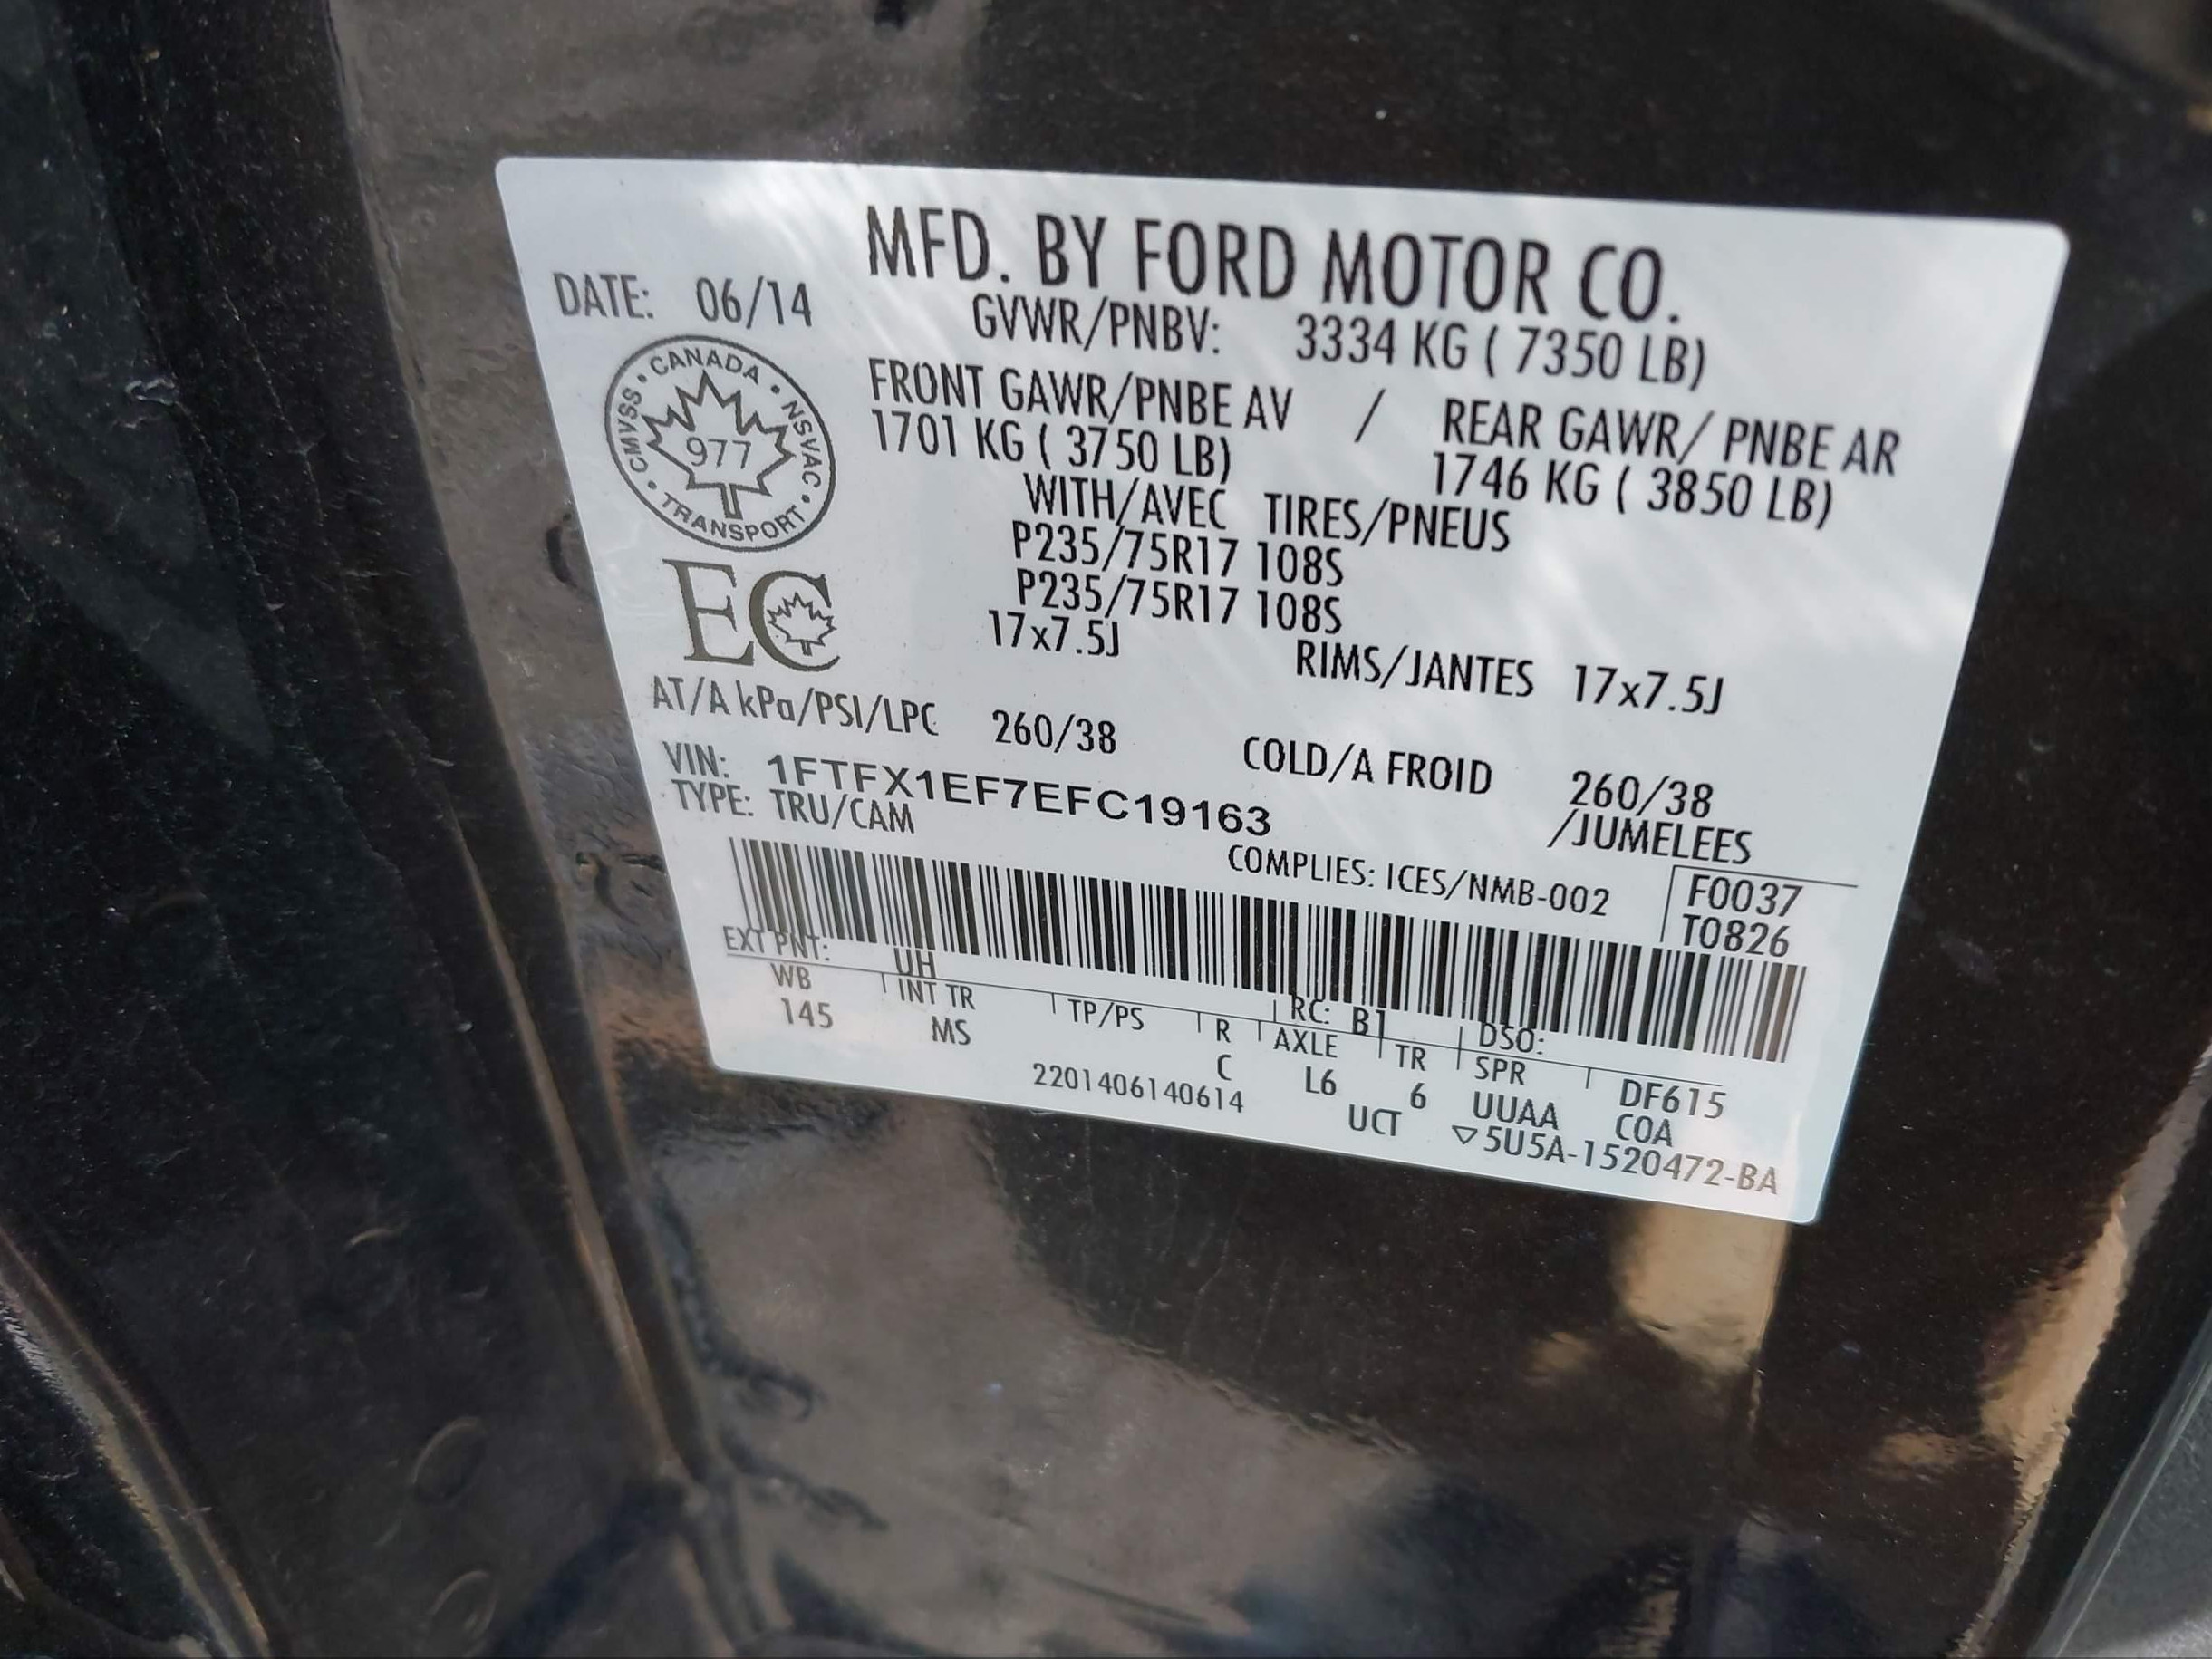 MFD. BY FORD MOTOR CO.
DATE: 06/14
GVWR/PNBV: 3334 KG ( 7350 LB)
FRONT GAWR/PNBE AV / REAR GAWR/ PNBE AR
1701 KG ( 3750 LB) 1746 KG ( 3850 LB)
CANADA • NSVAC • TRANSPORT • CMVSS •
977
WITH/AVEC TIRES/PNEUS
P235/75R17 108S
P235/75R17 108S
EC
17x7.5J RIMS/JANTES 17x7.5J
AT/A kPa/PSI/LPC 260/38 COLD/A FROID 260/38
VIN: 1FTFX1EF7EFC19163 /JUMELEES
TYPE: TRU/CAM
COMPLIES: ICES/NMB-002 F0037
T0826
EXT PNT: UH RC: B1 DSO:
WB INT TR TP/PS R AXLE TR SPR DF615
145 MS C L6 6 UUAA COA
2201406140614 UCT ▽5U5A-1520472-BA